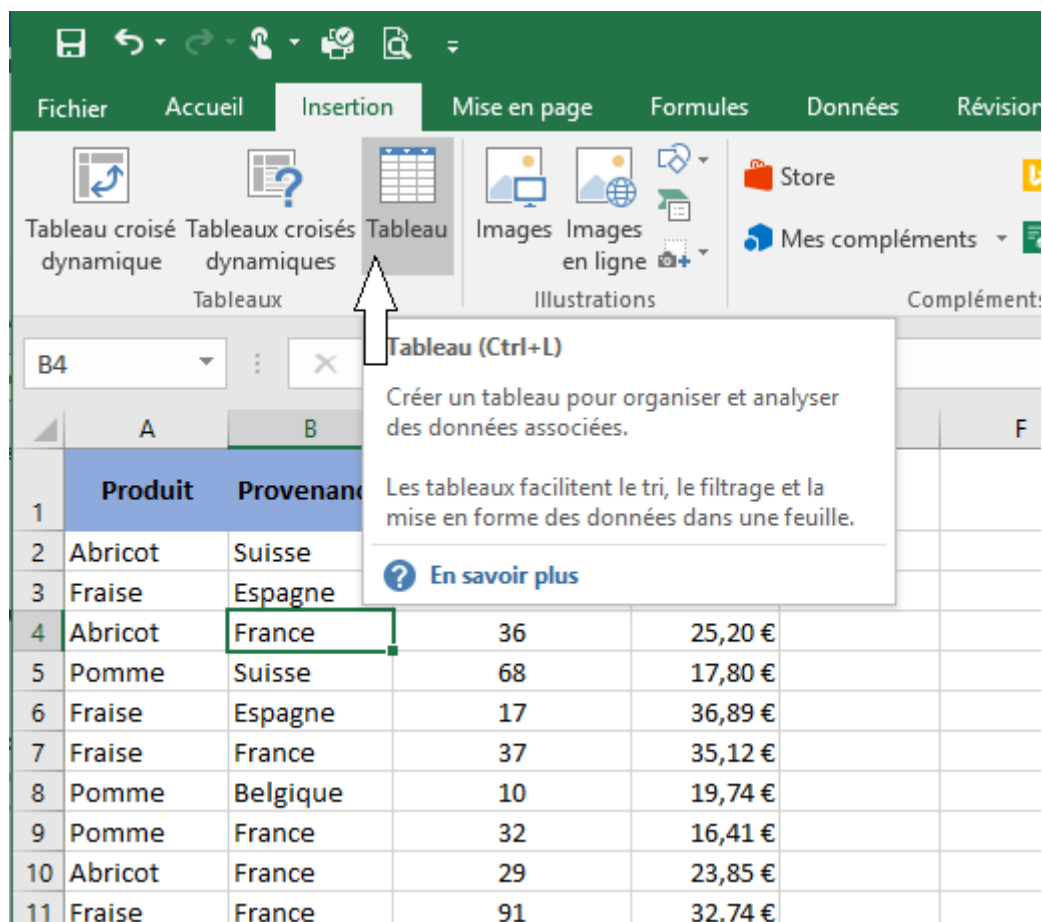 Fichier Accueil Insertion Mise en page Formules Données Révision
Tableau croisé dynamique
Tableaux croisés dynamiques
Tableau
Images
Images en ligne
Store
Mes compléments
Tableaux Illustrations Compléments
B4
Tableau (Ctrl+L)
Créer un tableau pour organiser et analyser
des données associées.
Les tableaux facilitent le tri, le filtrage et la
mise en forme des données dans une feuille.
En savoir plus
A B F
1 Produit
2 Abricot Suisse
3 Fraise Espagne
4 Abricot France 36 25,20 €
5 Pomme Suisse 68 17,80 €
6 Fraise Espagne 17 36,89 €
7 Fraise France 37 35,12 €
8 Pomme Belgique 10 19,74 €
9 Pomme France 32 16,41 €
10 Abricot France 29 23,85 €
11 Fraise France 91 32,74 €